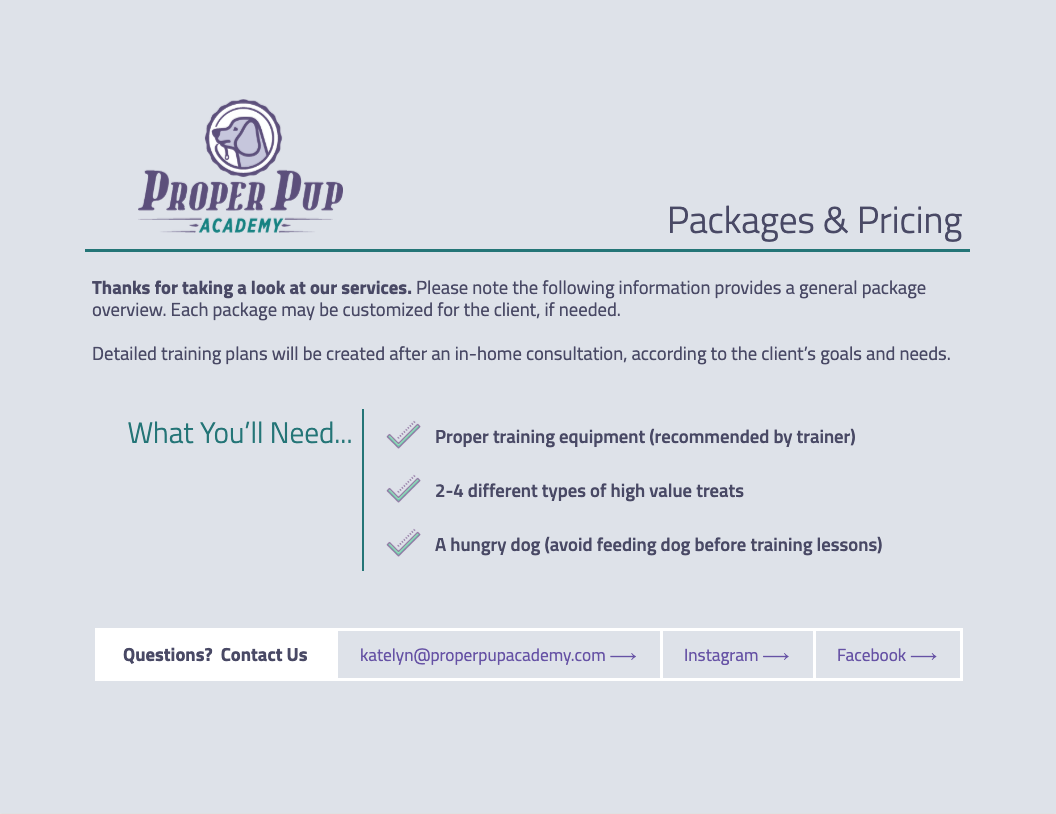 PROPER PUP
ACADEMY
Packages & Pricing
Thanks for taking a look at our services. Please note the following information provides a general package
overview. Each package may be customized for the client, if needed.
Detailed training plans will be created after an in-home consultation, according to the client’s goals and needs.
What You’ll Need...
Proper training equipment (recommended by trainer)
2-4 different types of high value treats
A hungry dog (avoid feeding dog before training lessons)
Questions? Contact Us
katelyn@properpupacademy.com ⟶
Instagram ⟶
Facebook ⟶